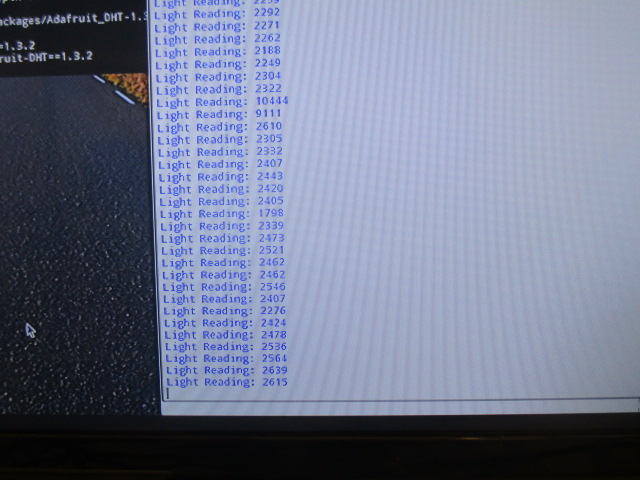 ackages/Adafruit_DHT-1.3
=1.3.2
ruit-DHT==1.3.2
Light Reading:
Light Reading: 2292
Light Reading: 2271
Light Reading: 2262
Light Reading: 2188
Light Reading: 2249
Light Reading: 2304
Light Reading: 2322
Light Reading: 10444
Light Reading: 9111
Light Reading: 2610
Light Reading: 2305
Light Reading: 2332
Light Reading: 2407
Light Reading: 2443
Light Reading: 2420
Light Reading: 2405
Light Reading: 1798
Light Reading: 2339
Light Reading: 2473
Light Reading: 2521
Light Reading: 2462
Light Reading: 2462
Light Reading: 2546
Light Reading: 2407
Light Reading: 2276
Light Reading: 2424
Light Reading: 2478
Light Reading: 2536
Light Reading: 2564
Light Reading: 2639
Light Reading: 2615